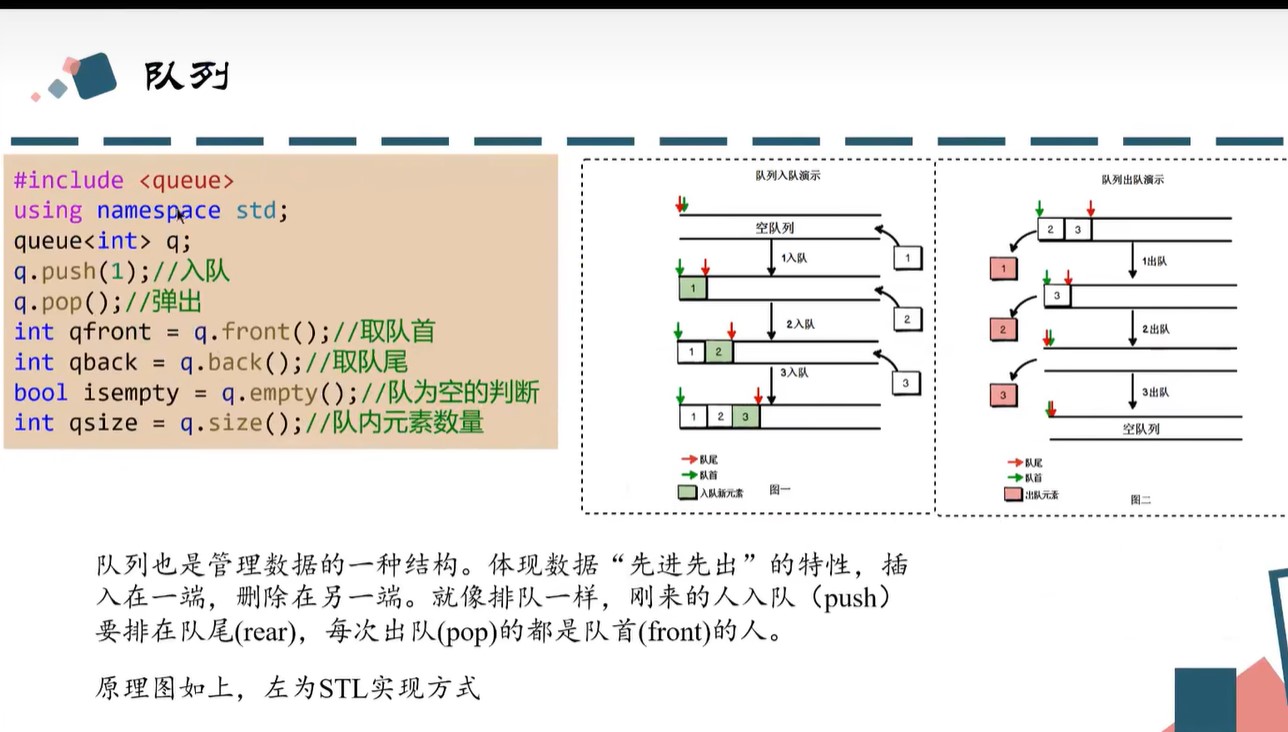 队列
#include <queue>
using namespace std;
queue<int> q;
q.push(1);//入队
q.pop();//弹出
int qfront = q.front();//取队首
int qback = q.back();//取队尾
bool isempty = q.empty();//队为空的判断
int qsize = q.size();//队内元素数量
队列入队演示
空队列
1
1入队
1
2
2入队
1 2
3
3入队
1 2 3
队尾
队首
入队新元素
图一
队列出队演示
2 3
1
1出队
3
2
2出队
3
3出队
空队列
队尾
队首
出队元素
图二
队列也是管理数据的一种结构。体现数据“先进先出”的特性，插
入在一端，删除在另一端。就像排队一样，刚来的人入队（push）
要排在队尾(rear)，每次出队(pop)的都是队首(front)的人。
原理图如上，左为STL实现方式